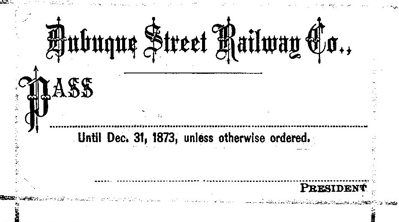 Dubuque Street Railway Co.,
PASS
Until Dec. 31, 1873, unless otherwise ordered.
PRESIDENT